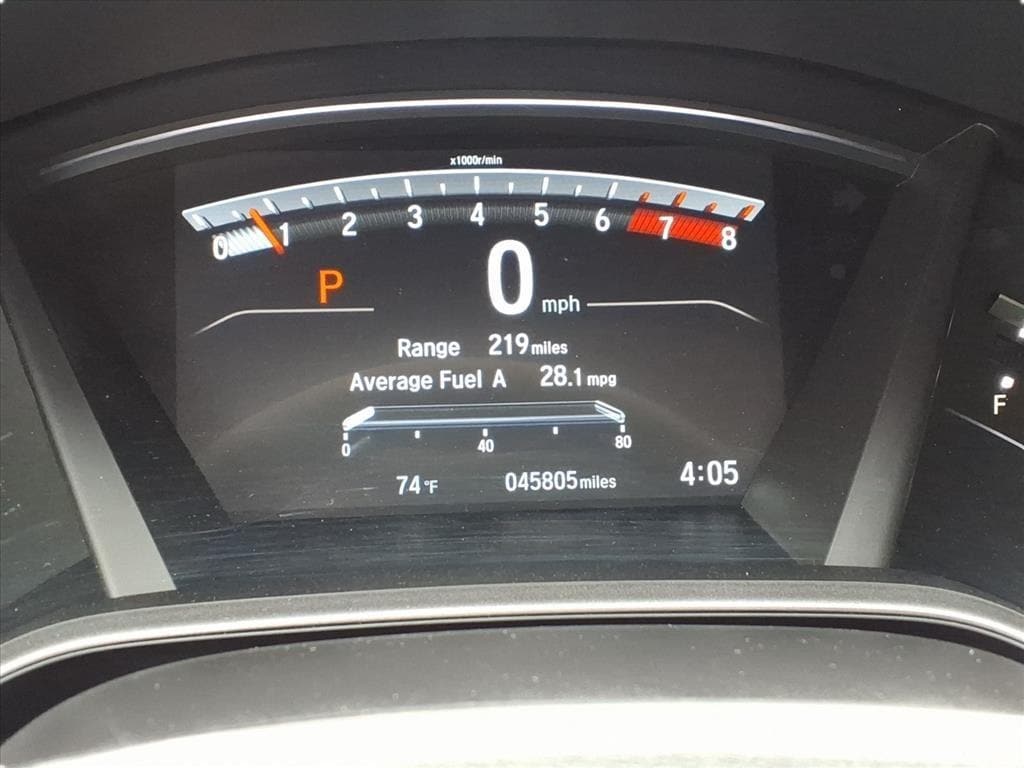 x1000r/min
0 1 2 3 4 5 6 7 8
P
0 mph
Range 219 miles
Average Fuel A 28.1 mpg
0 40 80
74°F 045805 miles 4:05
F